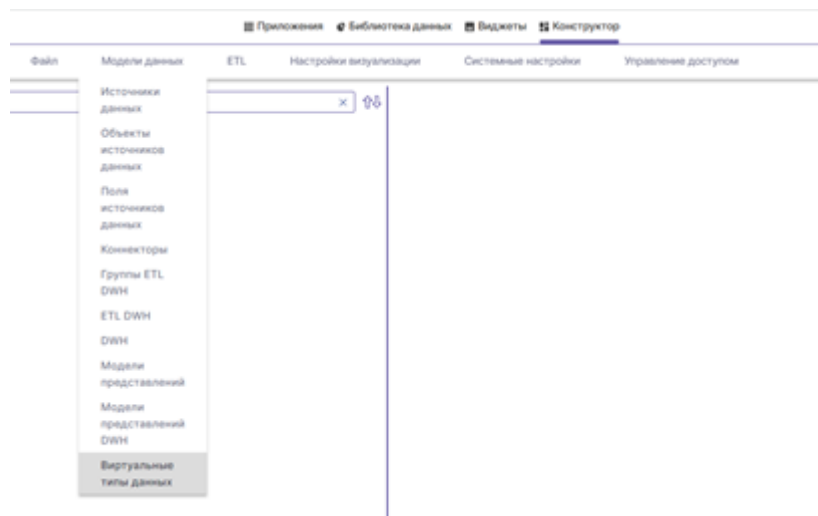 Приложения Библиотека данных Виджеты Конструктор
Файл Модели данных ETL Настройки визуализации Системные настройки Управление доступом
Источники
данных
Объекты
источников
данных
Поля
источников
данных
Коннекторы
Группы ETL
DWH
ETL DWH
DWH
Модели
представлений
Модели
представлений
DWH
Виртуальные
типы данных